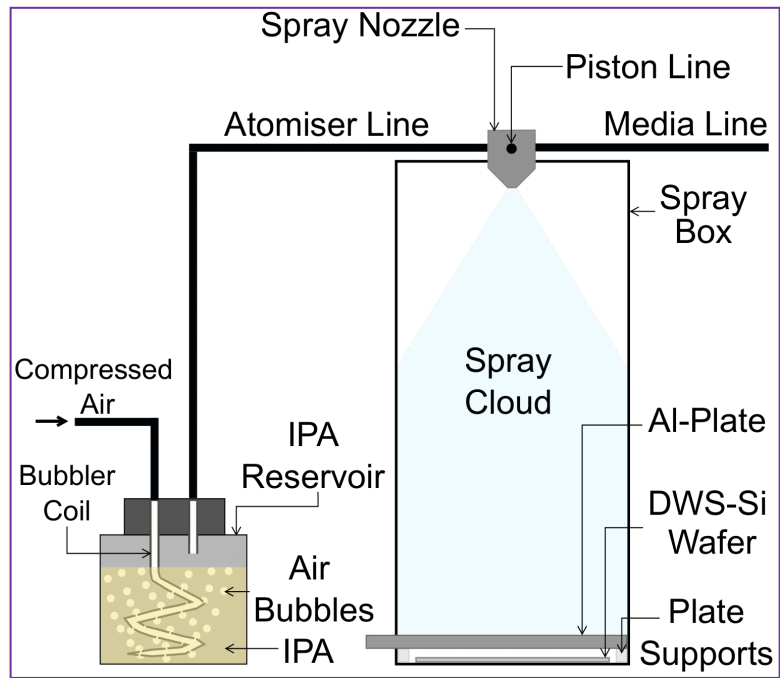 Spray Nozzle
Piston Line
Atomiser Line
Media Line
Spray
Box
Spray
Cloud
Compressed
Air
IPA
Reservoir
Al-Plate
Bubbler
Coil
DWS-Si
Wafer
Air
Bubbles
Plate
Supports
IPA